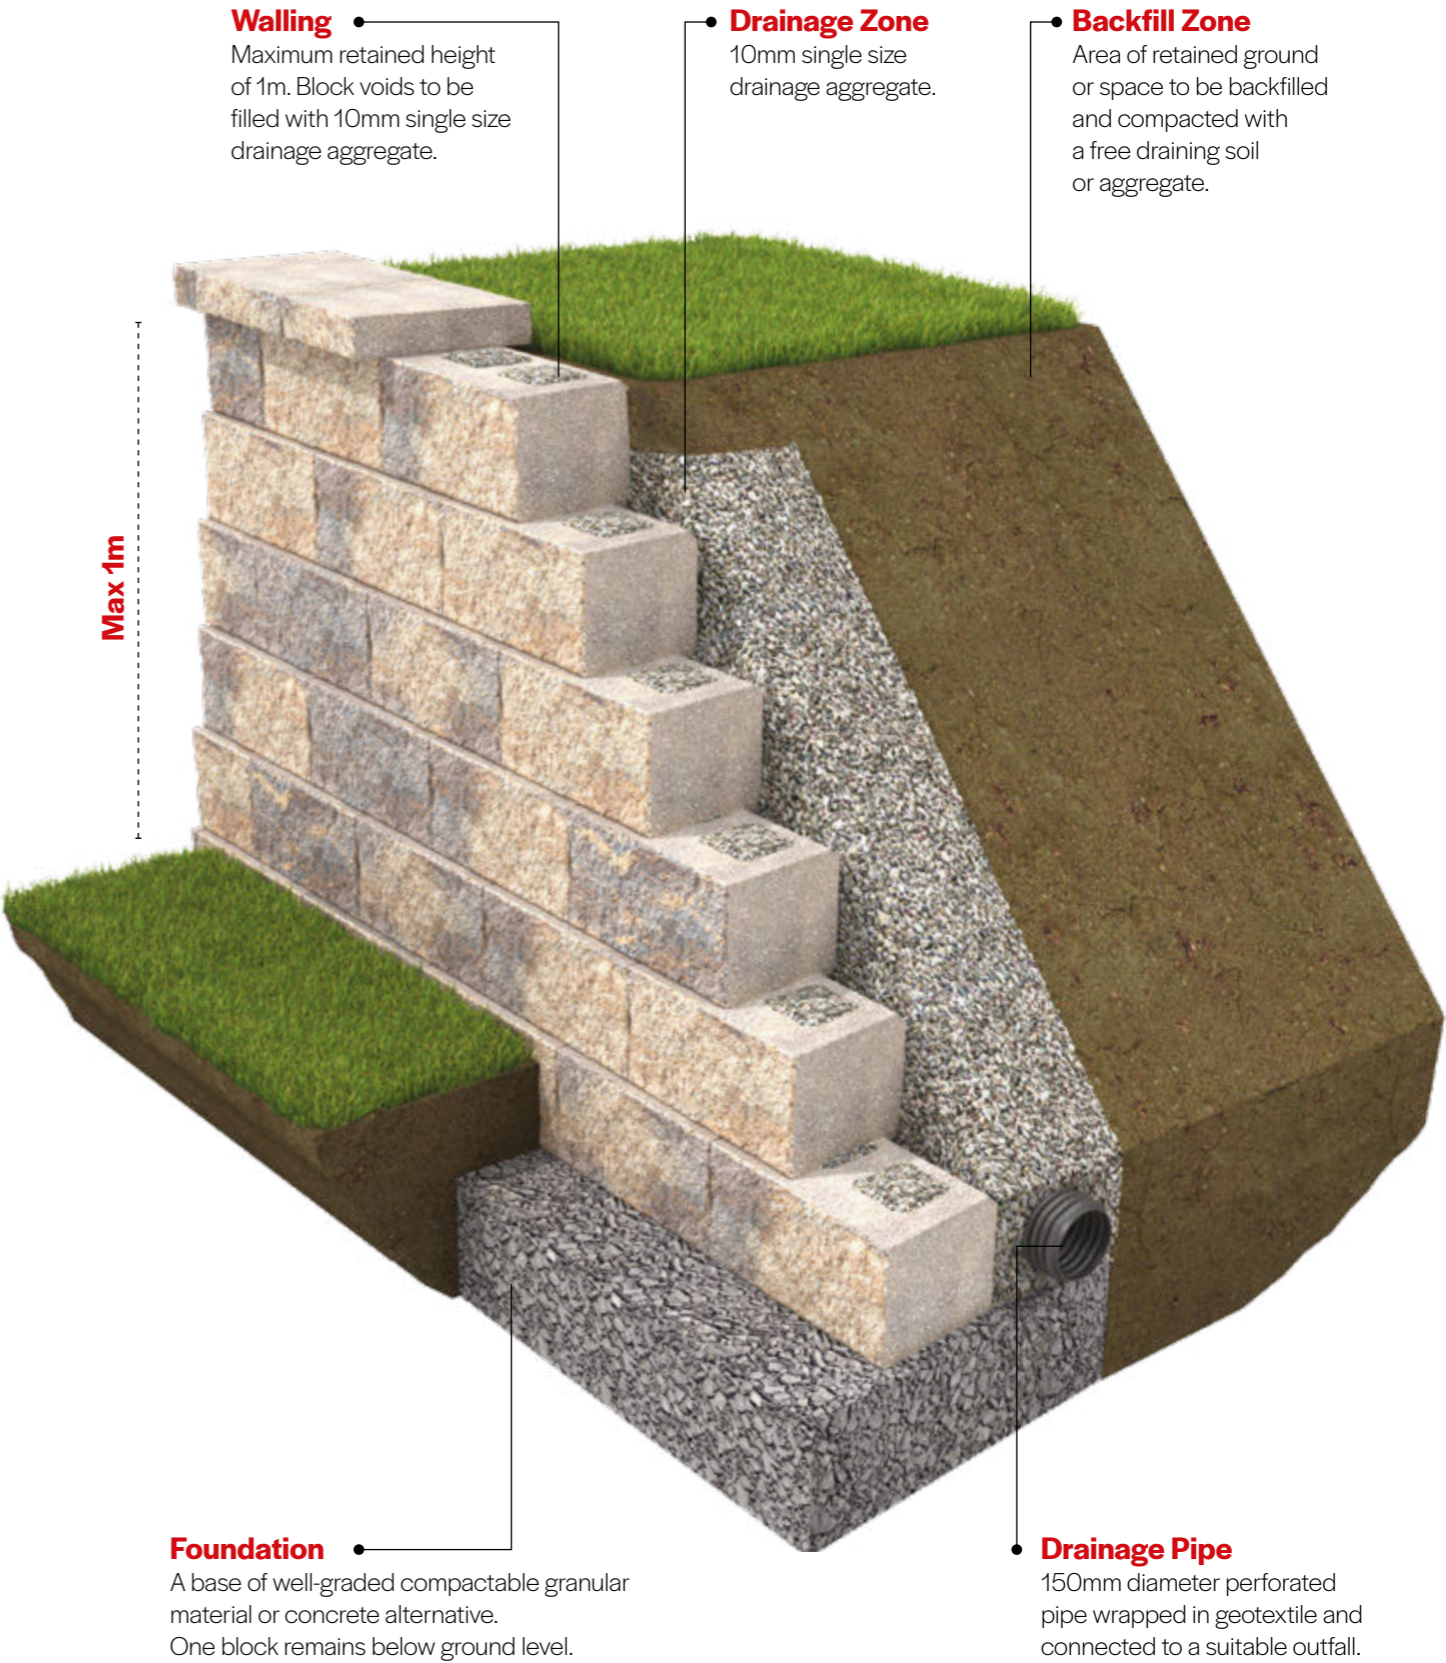 Walling
Maximum retained height
of 1m. Block voids to be
filled with 10mm single size
drainage aggregate.
Drainage Zone
10mm single size
drainage aggregate.
Backfill Zone
Area of retained ground
or space to be backfilled
and compacted with
a free draining soil
or aggregate.
Max 1m
Foundation
A base of well-graded compactable granular
material or concrete alternative.
One block remains below ground level.
Drainage Pipe
150mm diameter perforated
pipe wrapped in geotextile and
connected to a suitable outfall.